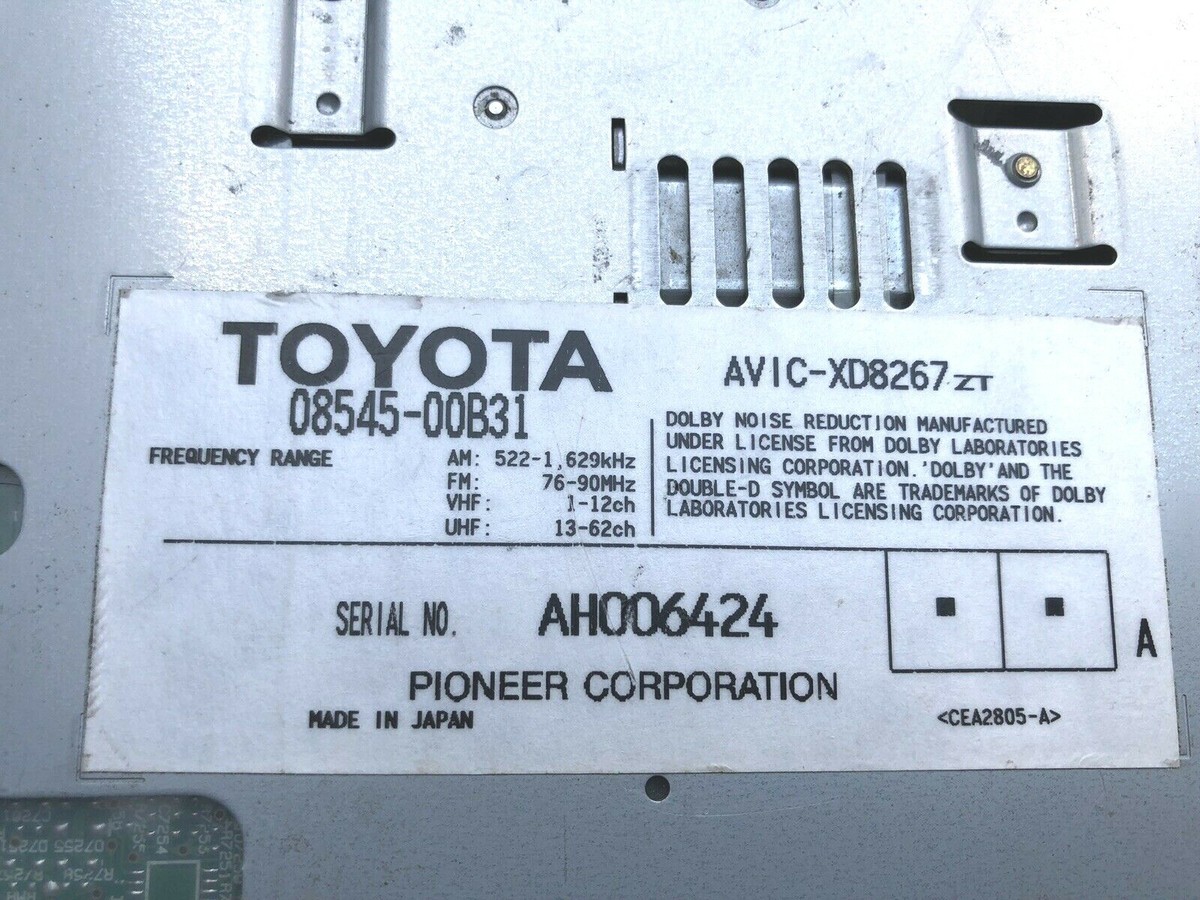 TOYOTA
08545-00B31
AVIC-XD8267 ZT
FREQUENCY RANGE
AM: 522-1,629kHz
FM: 76-90MHz
VHF: 1-12ch
UHF: 13-62ch
DOLBY NOISE REDUCTION MANUFACTURED
UNDER LICENSE FROM DOLBY LABORATORIES
LICENSING CORPORATION. 'DOLBY' AND THE
DOUBLE-D SYMBOL ARE TRADEMARKS OF DOLBY
LABORATORIES LICENSING CORPORATION.
SERIAL NO. AH006424
A
PIONEER CORPORATION
MADE IN JAPAN
<CEA2805-A>